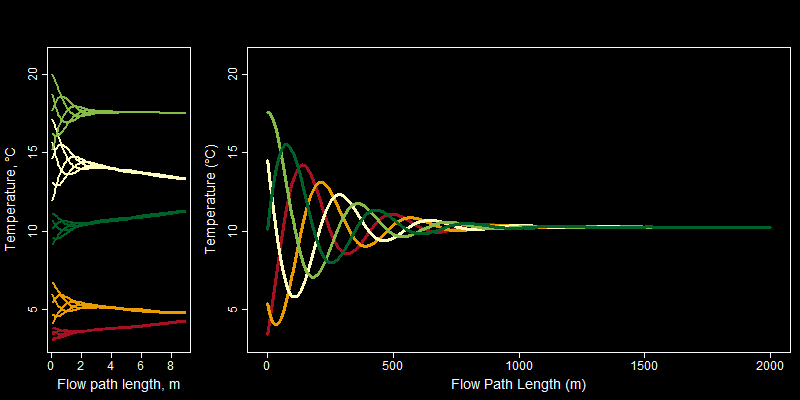 Temperature, °C
20
15
10
5
0 2 4 6 8
Flow path length, m
Temperature (°C)
20
15
10
5
0 500 1000 1500 2000
Flow Path Length (m)